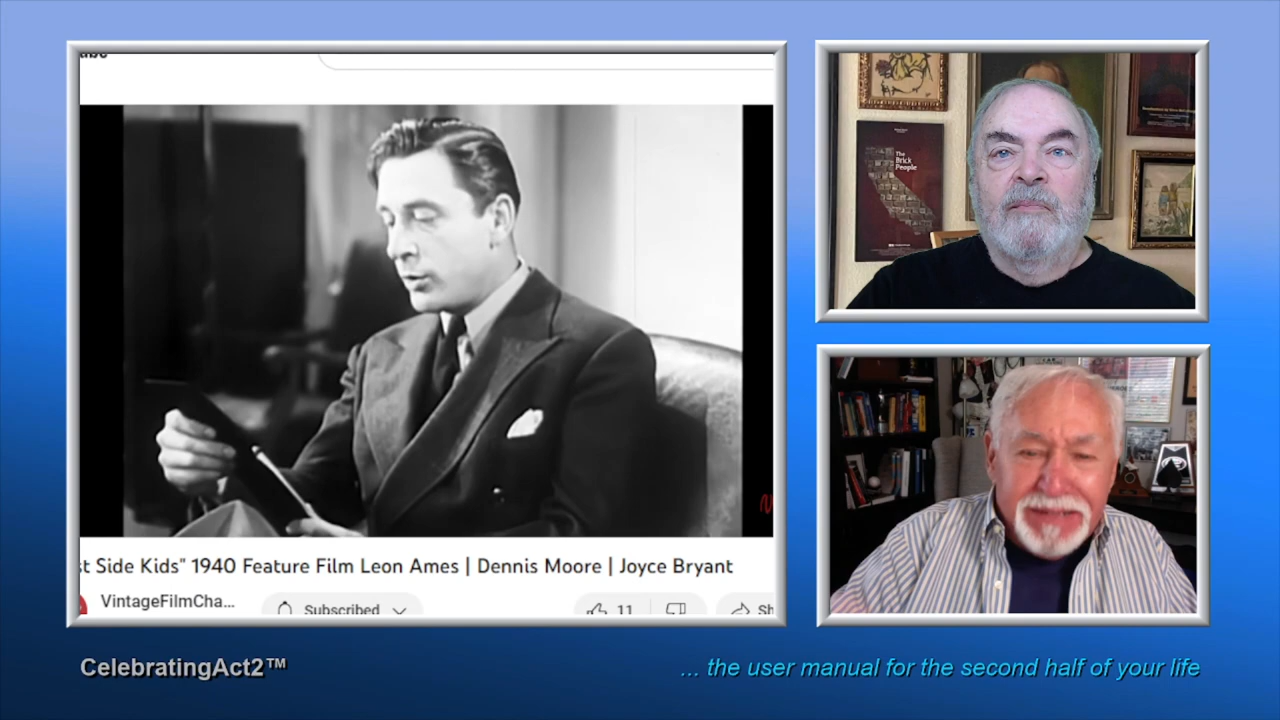 st Side Kids" 1940 Feature Film Leon Ames | Dennis Moore | Joyce Bryant
VintageFilmCha...
Subscribed
11
Sh
The
Brick
People
CelebratingAct2™
... the user manual for the second half of your life